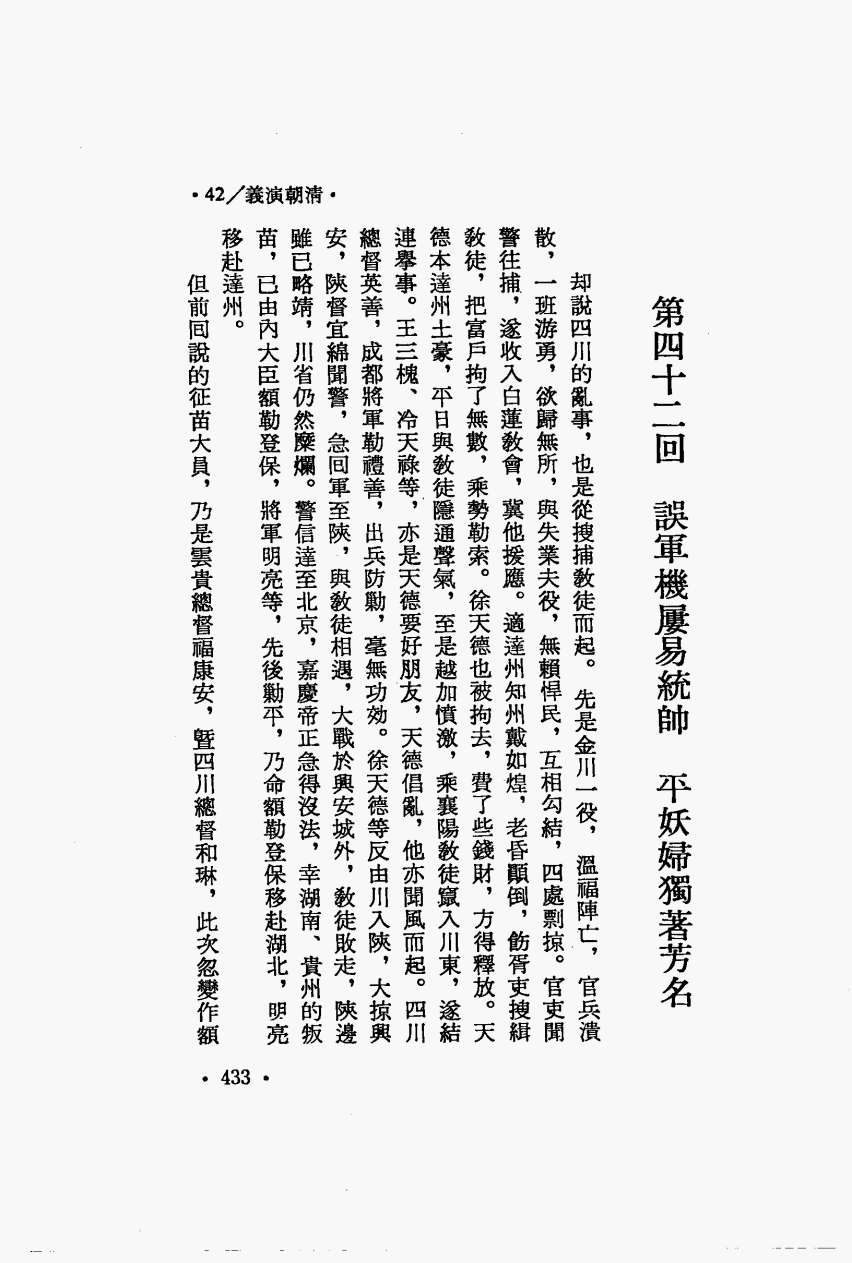 ·42／義演朝清·
第四十二回　誤軍機屢易統帥　平妖婦獨著芳名
却說四川的亂事，也是從搜捕教徒而起。先是金川一役，溫福陣亡，官兵潰
散，一班游勇，欲歸無所，與失業夫役，無賴悍民，互相勾結，四處剽掠。官吏聞
警往捕，遂收入白蓮教會，冀他援應。適達州知州戴如煌，老昏顛倒，飭胥吏搜緝
教徒，把富戶拘了無數，乘勢勒索。徐天德也被拘去，費了些錢財，方得釋放。天
德本達州土豪，平日與教徒隱通聲氣，至是越加憤激，乘襄陽教徒竄入川東，遂結
連舉事。王三槐、冷天祿等，亦是天德要好朋友，天德倡亂，他亦聞風而起。四川
總督英善，成都將軍勒禮善，出兵防勦，毫無功効。徐天德等反由川入陝，大掠興
安，陝督宜綿聞警，急回軍至陝，與教徒相遇，大戰於興安城外，教徒敗走，陝邊
雖已略靖，川省仍然糜爛。警信達至北京，嘉慶帝正急得沒法，幸湖南、貴州的叛
苗，已由內大臣額勒登保，將軍明亮等，先後勦平，乃命額勒登保移赴湖北，明亮
移赴達州。
但前回說的征苗大員，乃是雲貴總督福康安，曁四川總督和琳，此次忽變作額
·433·